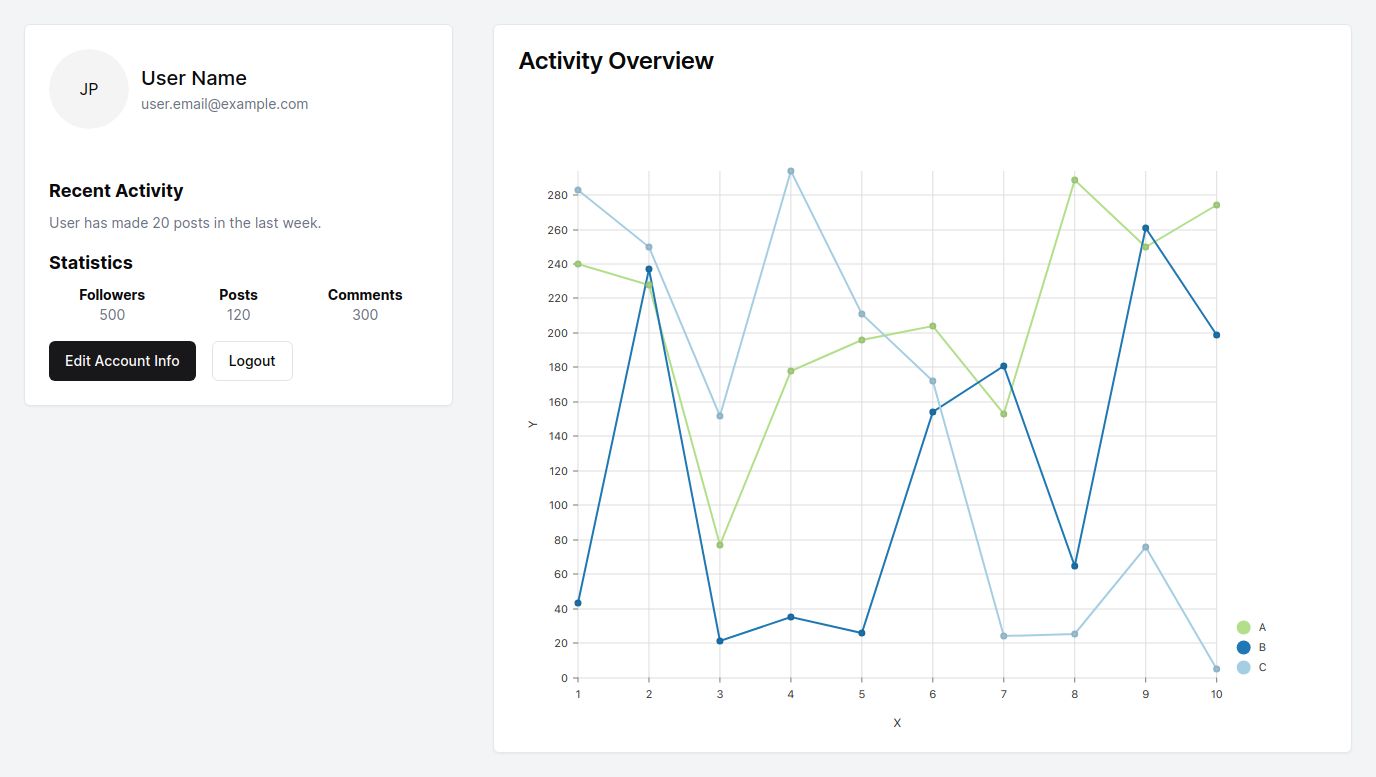 JP
User Name
user.email@example.com
Recent Activity
User has made 20 posts in the last week.
Statistics
Followers Posts Comments
500 120 300
Edit Account Info Logout
Activity Overview
280
260
240
220
200
180
160
140
120
100
80
60
40
20
0
Y
1 2 3 4 5 6 7 8 9 10
X
A
B
C